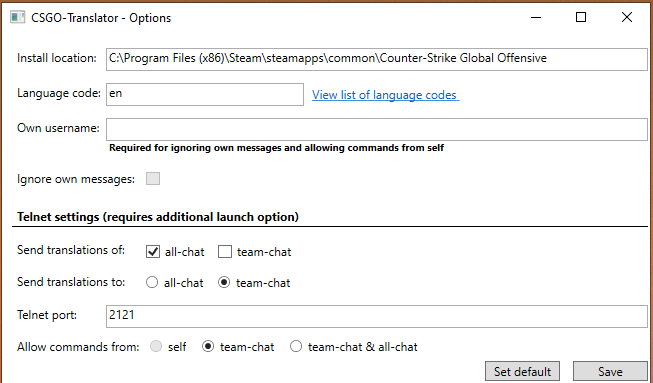 CSGO-Translator - Options
Install location: C:\Program Files (x86)\Steam\steamapps\common\Counter-Strike Global Offensive
Language code: en View list of language codes
Own username:
Required for ignoring own messages and allowing commands from self
Ignore own messages:
Telnet settings (requires additional launch option)
Send translations of: all-chat team-chat
Send translations to: all-chat team-chat
Telnet port: 2121
Allow commands from: self team-chat team-chat & all-chat
Set default Save